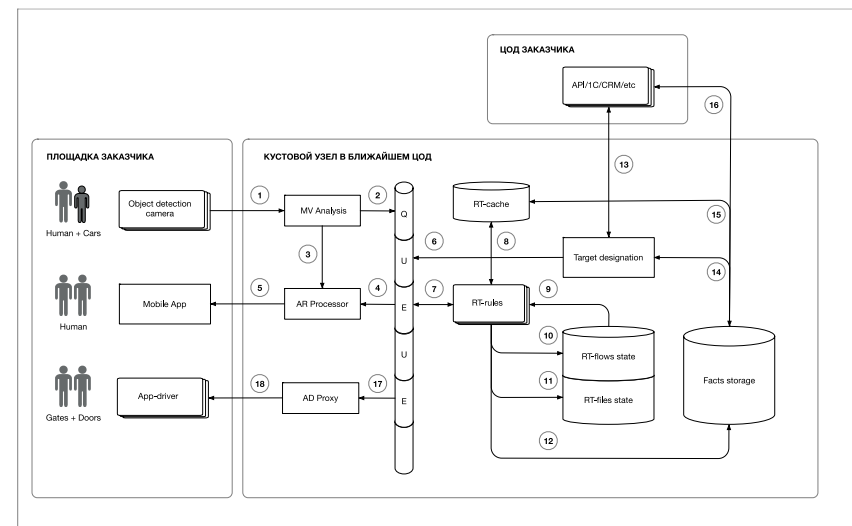 ЦОД ЗАКАЗЧИКА
API/1C/CRM/etc
16
13
ПЛОЩАДКА ЗАКАЗЧИКА
КУСТОВОЙ УЗЕЛ В БЛИЖАЙШЕМ ЦОД
Object detection
camera
Human + Cars
1
MV Analysis
2
Q
RT-cache
15
3
6
8
Target designation
14
U
Mobile App
Human
5
AR Processor
4
E
7
RT-rules
9
10
RT-flows state
U
11
RT-files state
Facts storage
App-driver
Gates + Doors
18
AD Proxy
17
E
12